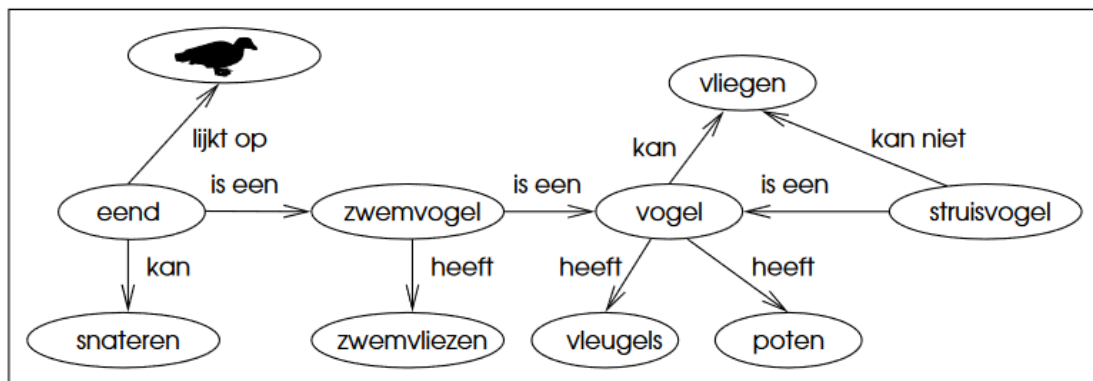 vliegen
lijkt op
kan
kan niet
is een
is een
is een
eend
zwemvogel
vogel
struisvogel
kan
heeft
heeft
heeft
snateren
zwemvliezen
vleugels
poten